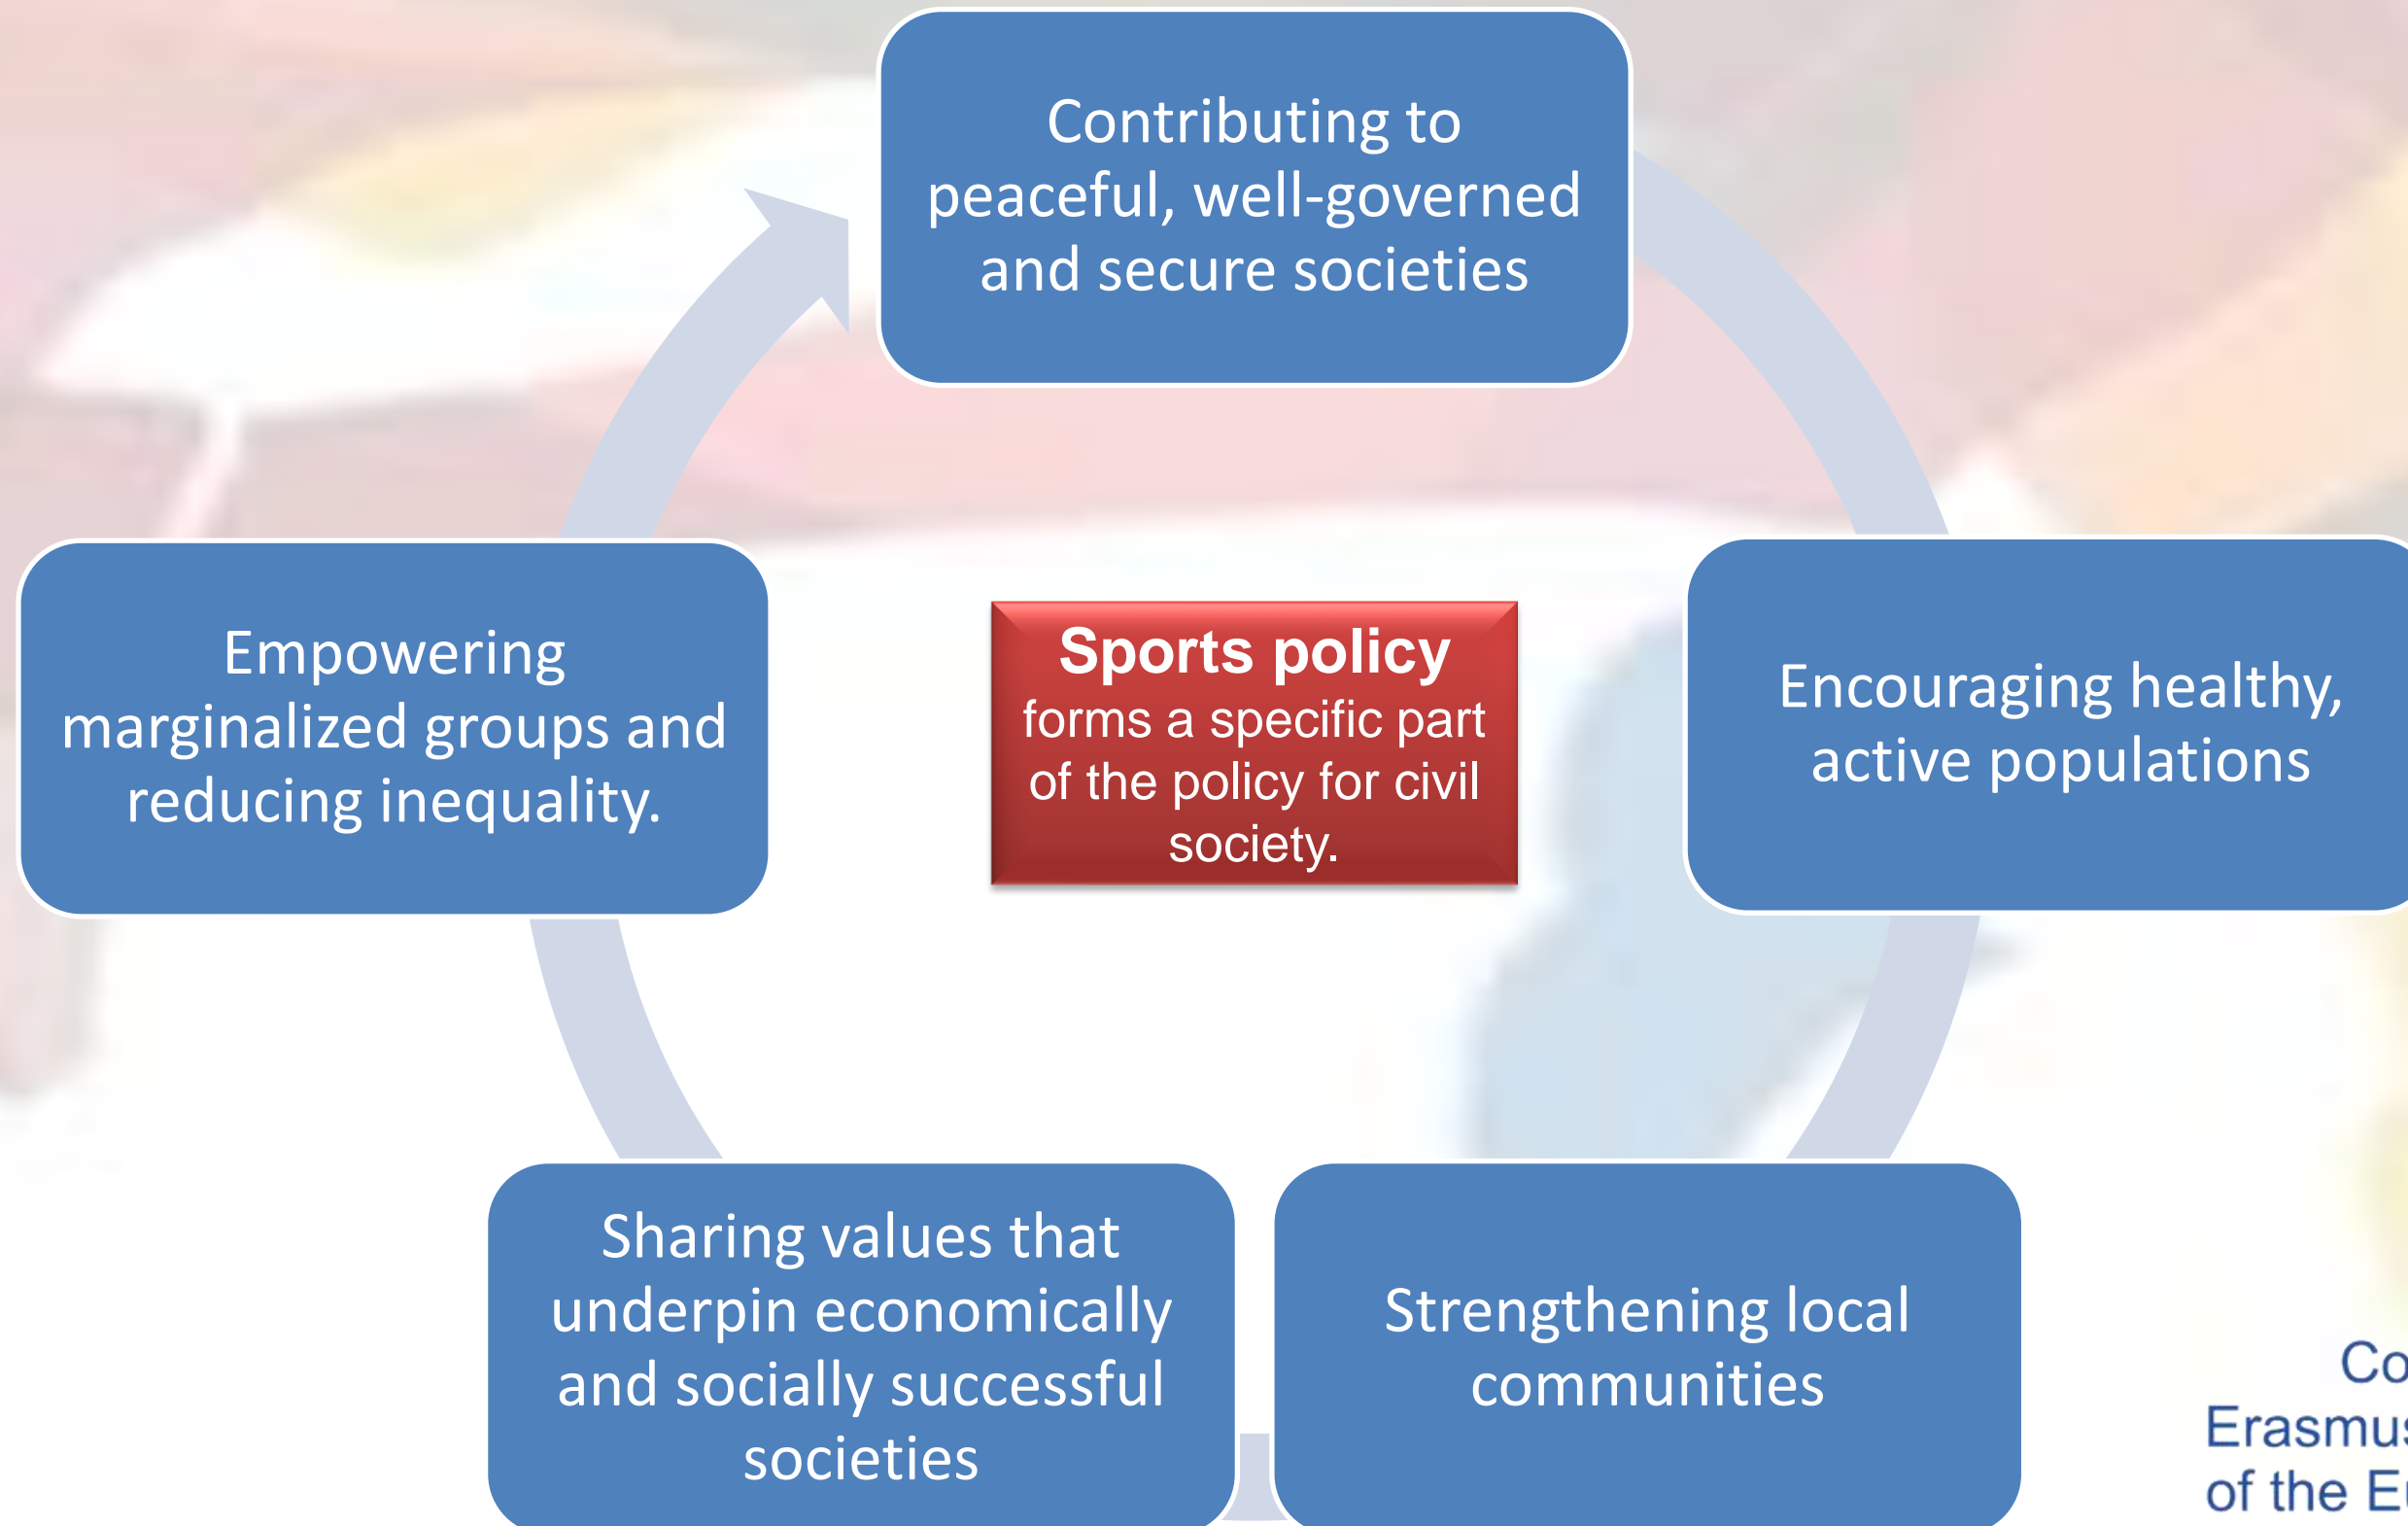 Contributing to
peaceful, well-governed
and secure societies
Encouraging healthy,
active populations
Strengthening local
communities
Sharing values that
underpin economically
and socially successful
societies
Empowering
marginalized groups and
reducing inequality.
Sports policy
forms a specific part
of the policy for civil
society.
of the